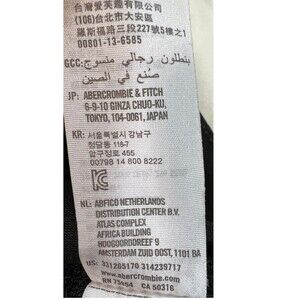 台灣愛芙趣有限公司
(106)台北市大安區
羅斯福路三段227號5樓之1
00801-13-6585
GCC: بنطلون رجالي منسوج
صنع في الصين
JP: ABERCROMBIE & FITCH
6-9-10 GINZA CHUO-KU,
TOKYO, 104-0061, JAPAN
KR: 서울특별시 강남구
청담동 118-7
압구정로 455
00798 14 800 8222
NL: ABFICO NETHERLANDS
DISTRIBUTION CENTER B.V.
ATLAS COMPLEX
AFRICA BUILDING
HOOGOORDDREEF 9
AMSTERDAM ZUID OOST, 1101 BA
US: 331265170 314239717
www.abercrombie.com
RN 75654 CA 50316